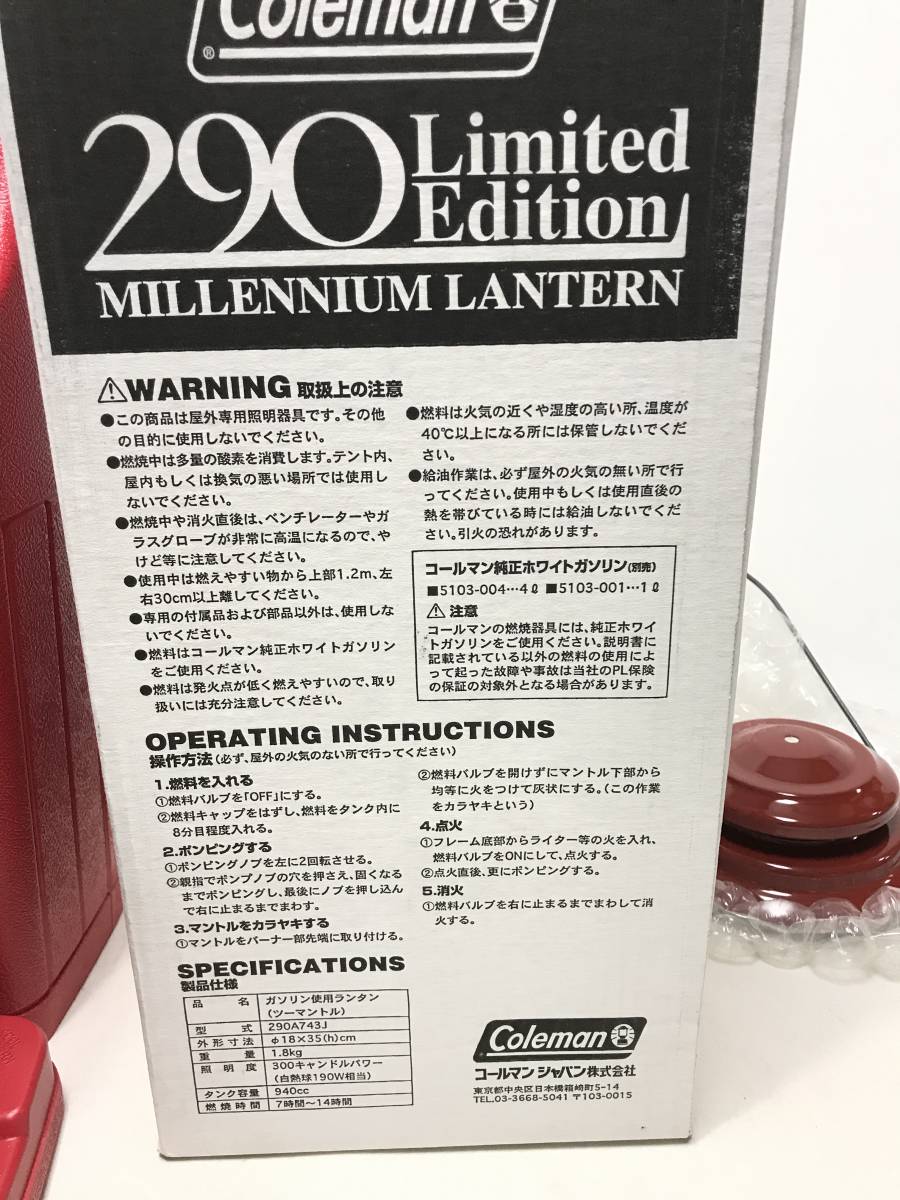 Coleman
®
290 Limited Edition
MILLENNIUM LANTERN
⚠WARNING 取扱上の注意
●この商品は屋外専用照明器具です。その他
の目的に使用しないでください。
●燃焼中は多量の酸素を消費します。テント内、
屋内もしくは換気の悪い場所では使用し
ないでください。
●燃焼中や消火直後は、ベンチレーターやガ
ラスグローブが非常に高温になるので、や
けど等に注意してください。
●使用中は燃えやすい物から上部1.2m、左
右30cm以上離してください。
●専用の付属品および部品以外は、使用しな
いでください。
●燃料はコールマン純正ホワイトガソリン
をご使用ください。
●燃料は発火点が低く燃えやすいので、取り
扱いには充分注意してください。
●燃料は火気の近くや湿度の高い所、温度が
40℃以上になる所には保管しないでくだ
さい。
●給油作業は、必ず屋外の火気の無い所で行
ってください。使用中もしくは使用直後の
熱を帯びている時には給油しないでくだ
さい。引火の恐れがあります。
コールマン純正ホワイトガソリン(別売)
■5103-004…4ℓ ■5103-001…1ℓ
⚠ 注意
コールマンの燃焼器具には、純正ホワイ
トガソリンをご使用ください。説明書に
記載されている以外の燃料の使用によ
って起った故障や事故は当社のPL保険
の保証の対象外となる場合があります。
OPERATING INSTRUCTIONS
操作方法(必ず、屋外の火気のない所で行ってください)
1.燃料を入れる
①燃料バルブを「OFF」にする。
②燃料キャップをはずし、燃料をタンク内に
8分目程度入れる。
2.ポンピングする
①ポンピングノブを左に2回転させる。
②親指でポンプノブの穴を押さえ、固くなる
までポンピングし、最後にノブを押し込ん
で右に止まるまでまわす。
3.マントルをカラヤキする
①マントルをバーナー部先端に取り付ける。
②燃料バルブを開けずにマントル下部から
均等に火をつけて灰状にする。(この作業
をカラヤキという)
4.点火
①フレーム底部からライター等の火を入れ、
燃料バルブをONにして、点火する。
②点火直後、更にポンピングする。
5.消火
①燃料バルブを右に止まるまでまわして消
火する。
SPECIFICATIONS
製品仕様
品 名 ガソリン使用ランタン
(ツーマントル)
型 式 290A743J
外形寸法 φ18×35(h)cm
重 量 1.8kg
照 明 度 300キャンドルパワー
(白熱球190W相当)
タンク容量 940cc
燃焼時間 7時間〜14時間
Coleman
コールマン ジャパン株式会社
東京都中央区日本橋箱崎町5-14
TEL.03-3668-5041 〒103-0015